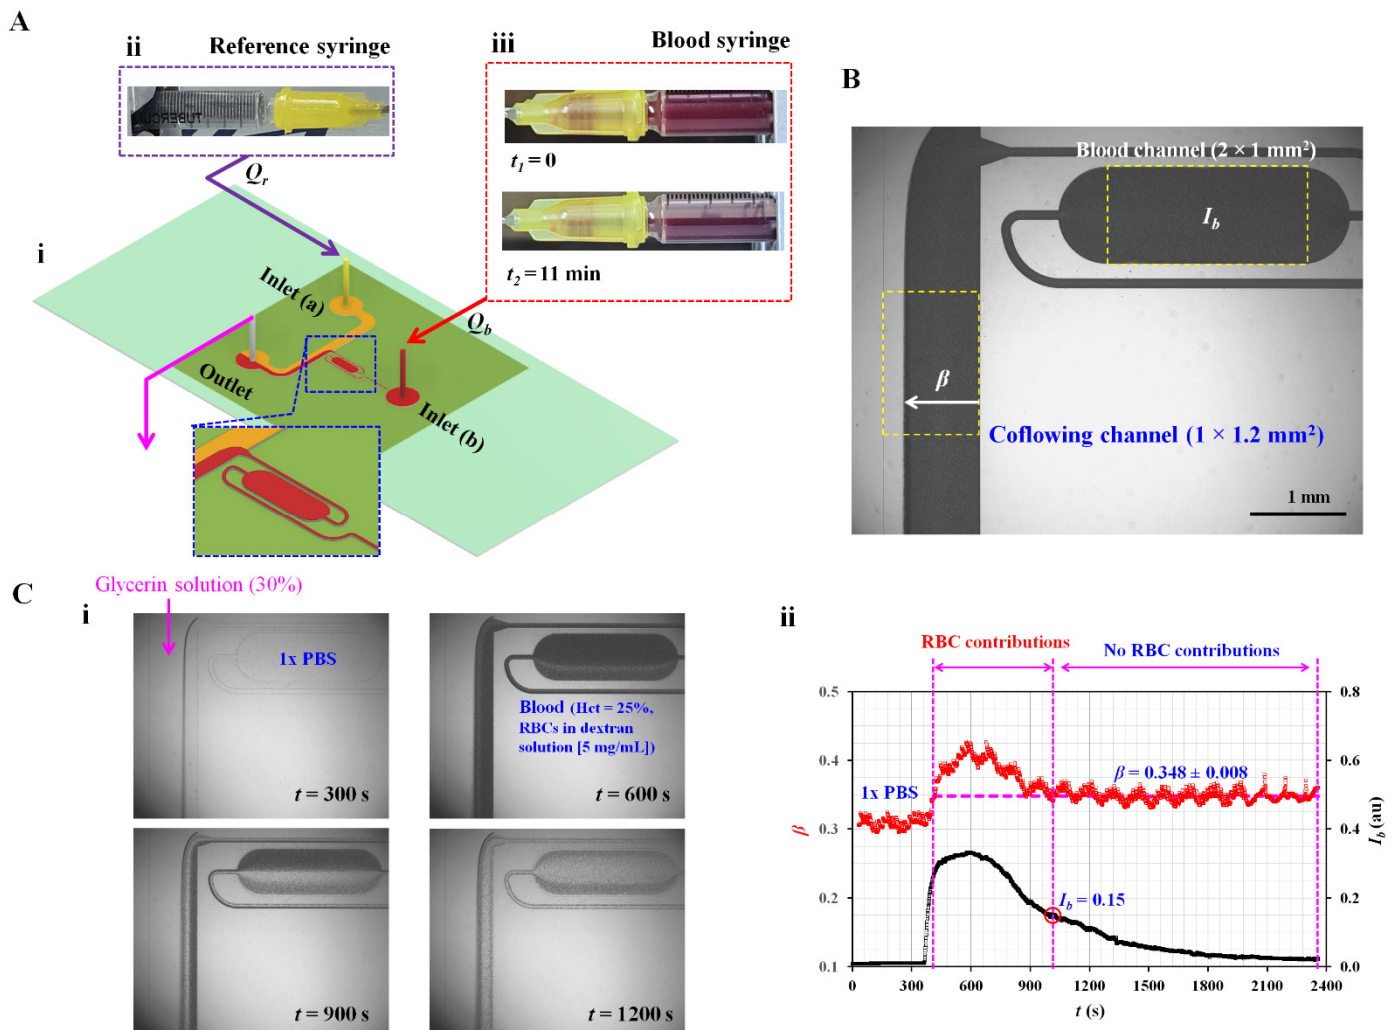 A
ii
Reference syringe
TUBERCU
Q_r
iii
Blood syringe
t_1 = 0
t_2 = 11 min
i
Inlet (a)
Q_b
Outlet
Inlet (b)
B
Blood channel (2 × 1 mm²)
I_b
β
Coflowing channel (1 × 1.2 mm²)
1 mm
C
i
Glycerin solution (30%)
1x PBS
t = 300 s
Blood (Hct = 25%,
RBCs in dextran
solution [5 mg/mL])
t = 600 s
t = 900 s
t = 1200 s
ii
RBC contributions
No RBC contributions
0.5
0.4
0.3
0.2
0.1
β
1x PBS
β = 0.348 ± 0.008
I_b = 0.15
0.8
0.6
0.4
0.2
0.0
I_b (au)
0
300
600
900
1200
1500
1800
2100
2400
t (s)